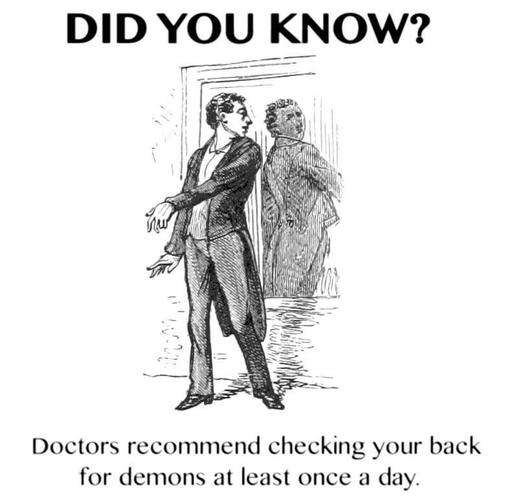 DID YOU KNOW?
Doctors recommend checking your back
for demons at least once a day.